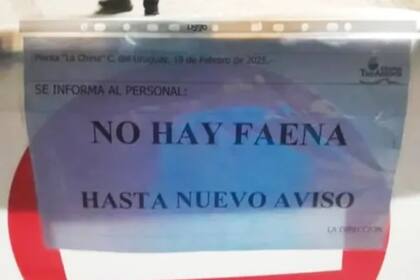 Planta "La China" C. del Uruguay, 19 de Febrero de 2025.-
SE INFORMA AL PERSONAL:
NO HAY FAENA
HASTA NUEVO AVISO
LA DIRECCION